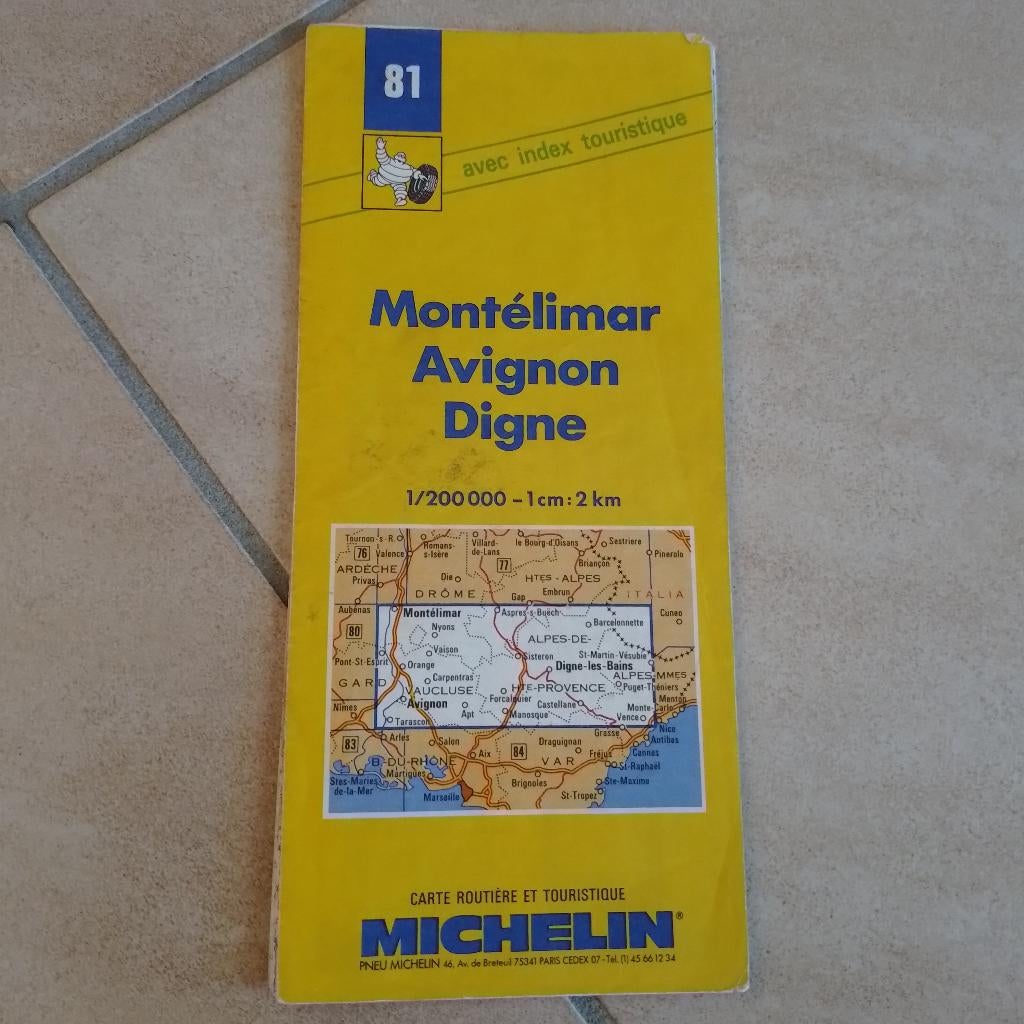 81
avec index touristique
Montélimar
Avignon
Digne
1/200 000 – 1 cm : 2 km
Tournon-s-R.
Romans-s-Isère
Villard-de-Lans
le Bourg-d'Oisans
Sestriere
76
Valence
77
Briançon
Pinerolo
ARDÈCHE
Privas
Die
HTES-ALPES
DRÔME
Gap
Embrun
ITALIA
Aubenas
Montélimar
Aspres-s-Buëch
Barcelonnette
Cuneo
80
Nyons
ALPES-DE-
Vaison
Sisteron
St-Martin-Vésubie
Pont-St-Esprit
Orange
Digne-les-Bains
GARD
Carpentras
ALPES-MMES
VAUCLUSE
HTE-PROVENCE
Puget-Théniers
Nîmes
Avignon
Apt
Forcalquier
Castellane
Menton
Monte-Carlo
Tarascon
Manosque
Vence
Grasse
Nice
83
Arles
Salon
Aix
84
Draguignan
Antibes
Cannes
B.-DU-RHÔNE
VAR
Fréjus
St-Raphaël
Martigues
Stes-Maries-
de-la-Mer
Brignoles
Ste-Maxime
Marseille
St-Tropez
CARTE ROUTIÈRE ET TOURISTIQUE
MICHELIN®
PNEU MICHELIN 46, Av. de Breteuil 75341 PARIS CEDEX 07 - Tél. (1) 45 66 12 34